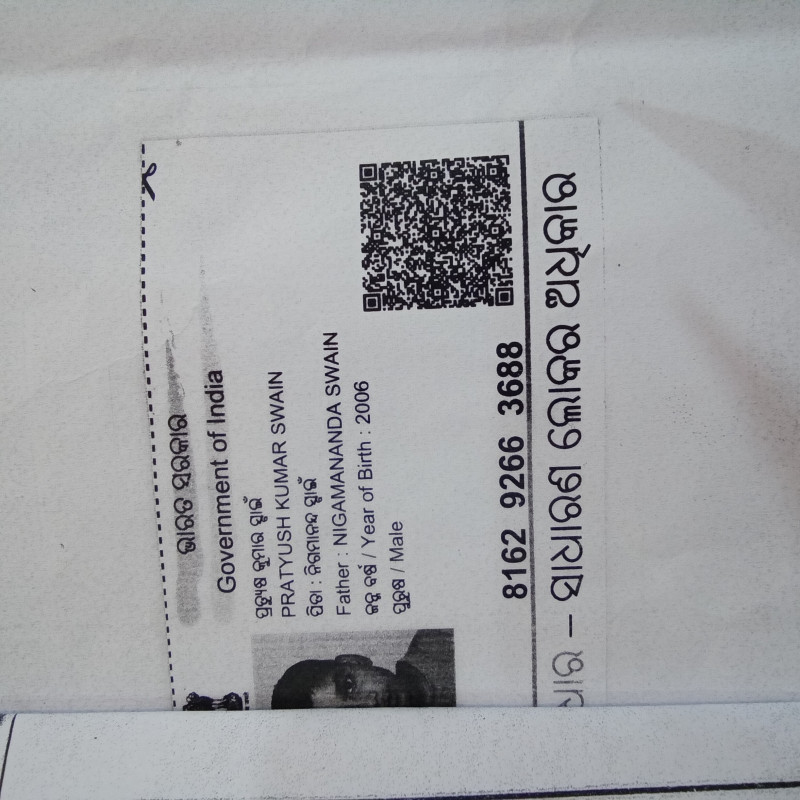 ଭାରତ ସରକାର
Government of India
PRATYUSH KUMAR SWAIN
ପିତା : ନିଗମାନନ୍ଦ ସ୍ୱାଇଁ
Father : NIGAMANANDA SWAIN
ଜନ୍ମ ବର୍ଷ / Year of Birth : 2006
ପୁରୁଷ / Male
8162 9266 3688
– ସାଧାରଣ ଲୋକର ଅଧିକାର